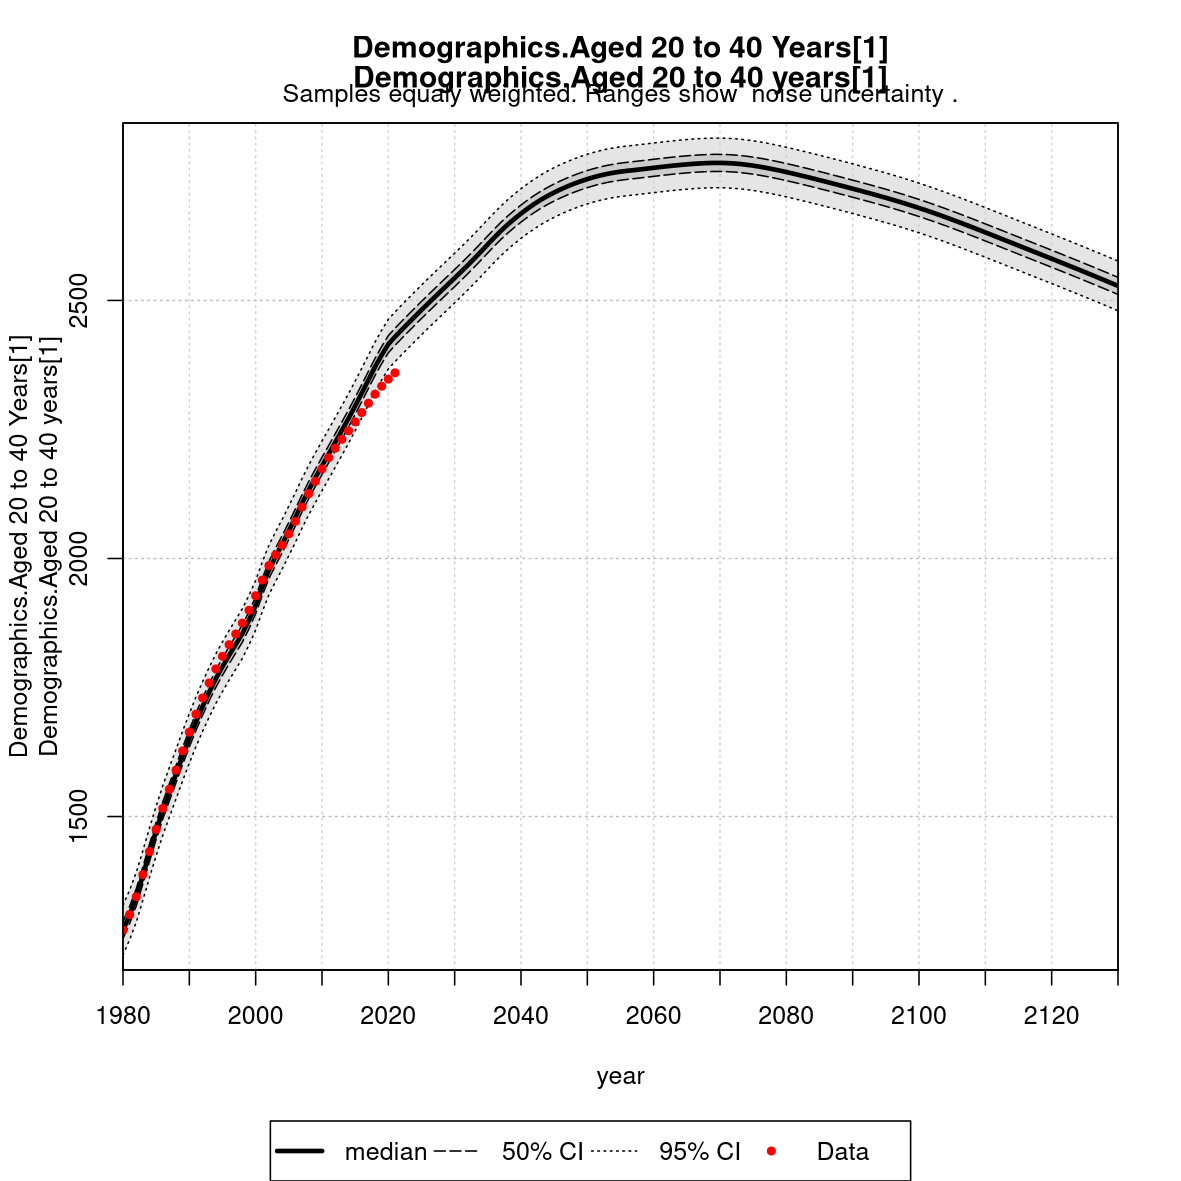 Demographics.Aged 20 to 40 Years[1]
Demographics.Aged 20 to 40 years[1]
Samples equaly weighted. Ranges show  noise uncertainty .
Demographics.Aged 20 to 40 Years[1]
Demographics.Aged 20 to 40 years[1]
2500
2000
1500
1980 2000 2020 2040 2060 2080 2100 2120
year
median 50% CI 95% CI Data